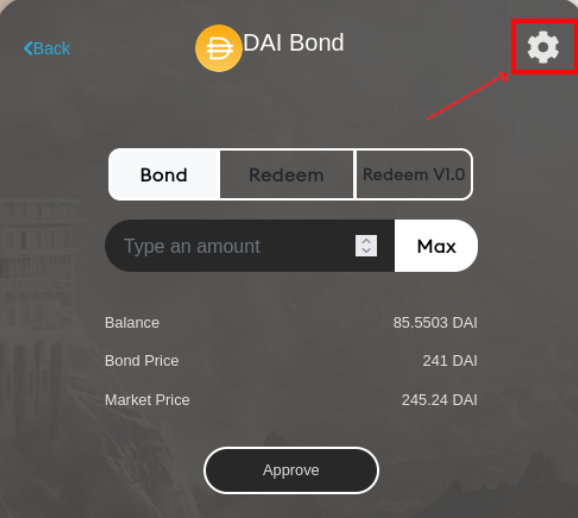 Back
DAI Bond
Bond
Redeem
Redeem V1.0
Type an amount
Max
Balance
85.5503 DAI
Bond Price
241 DAI
Market Price
245.24 DAI
Approve